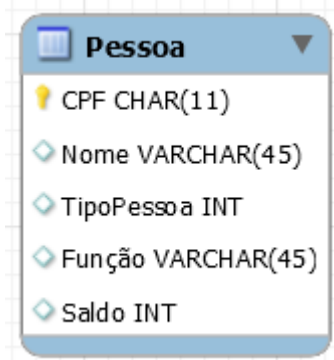 Pessoa
CPF CHAR(11)
Nome VARCHAR(45)
TipoPessoa INT
Função VARCHAR(45)
Saldo INT